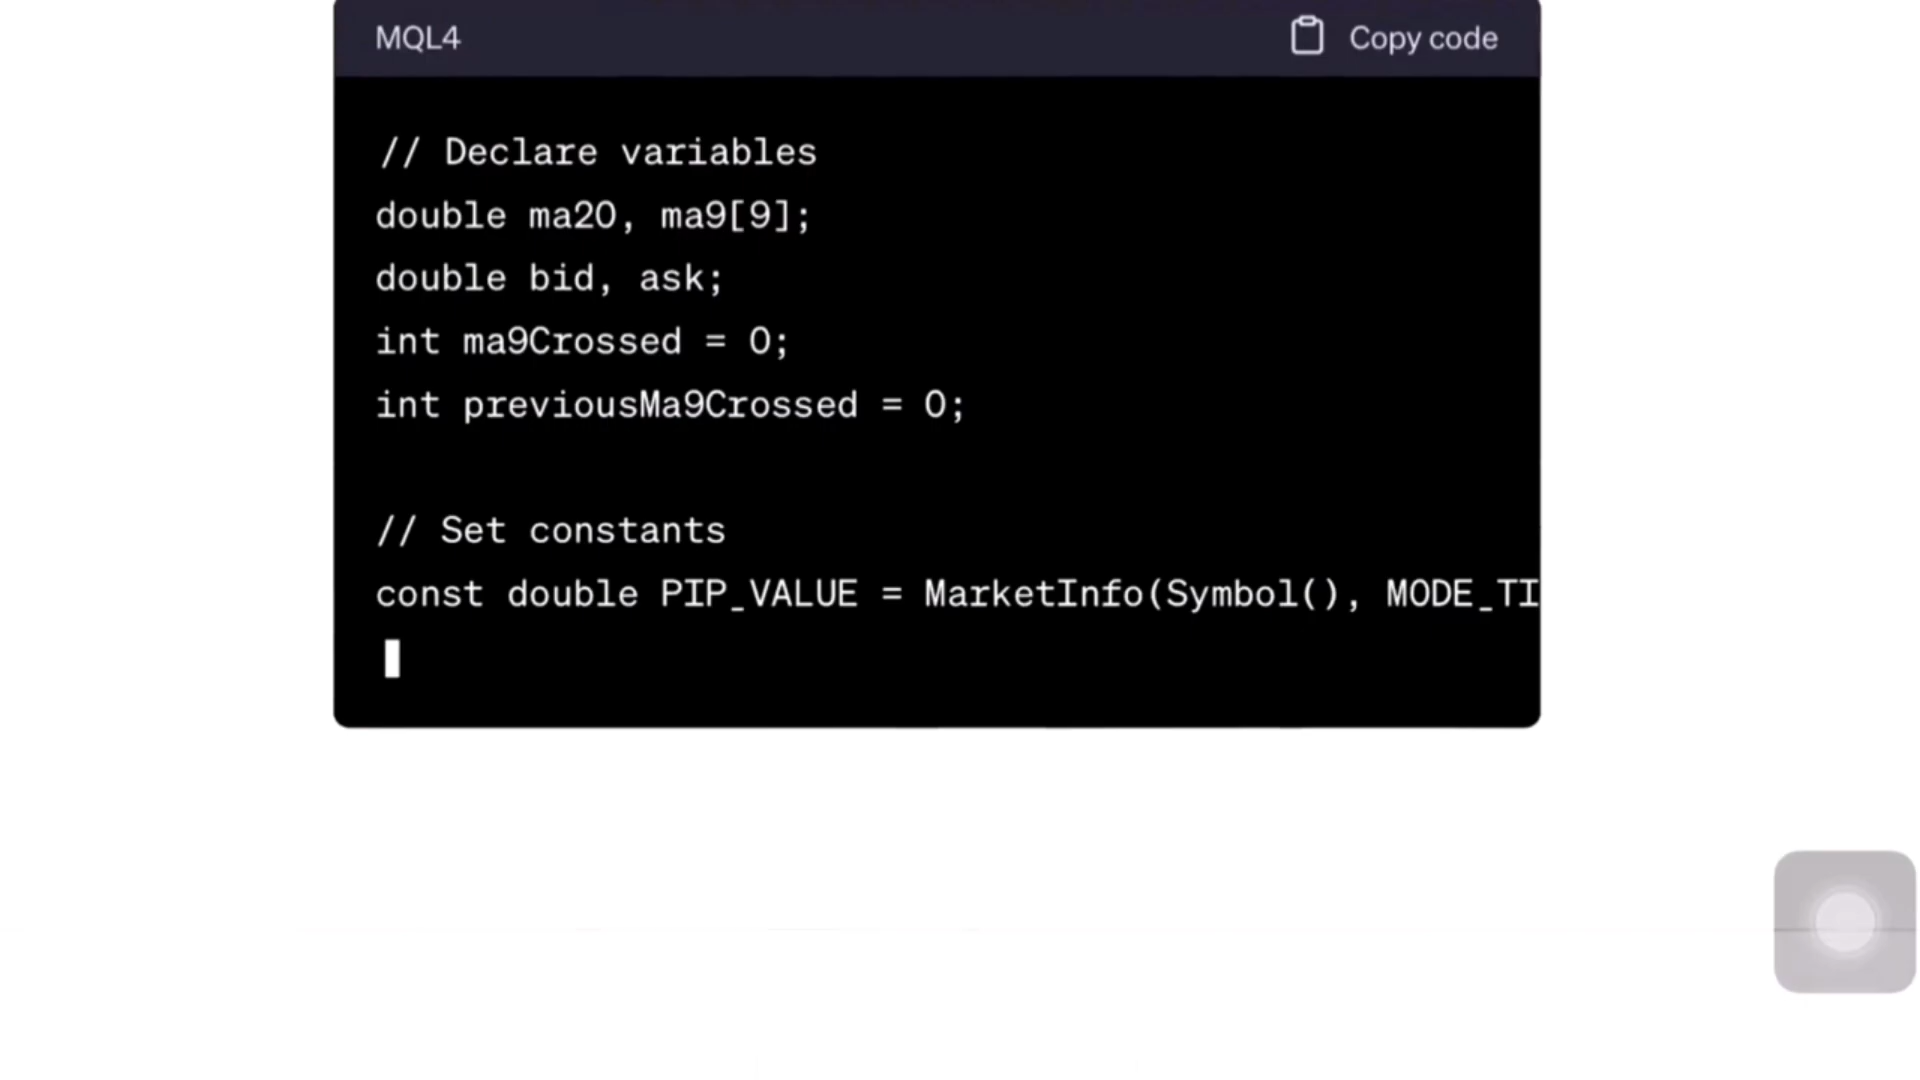 MQL4
Copy code
// Declare variables
double ma20, ma9[9];
double bid, ask;
int ma9Crossed = 0;
int previousMa9Crossed = 0;
// Set constants
const double PIP_VALUE = MarketInfo(Symbol(), MODE_TI